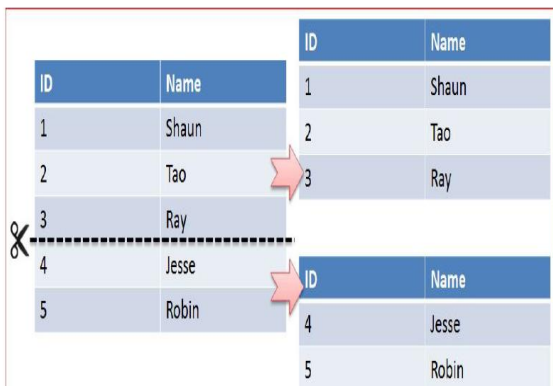 ID Name
1 Shaun
2 Tao
3 Ray
4 Jesse
5 Robin
ID Name
1 Shaun
2 Tao
3 Ray
ID Name
4 Jesse
5 Robin